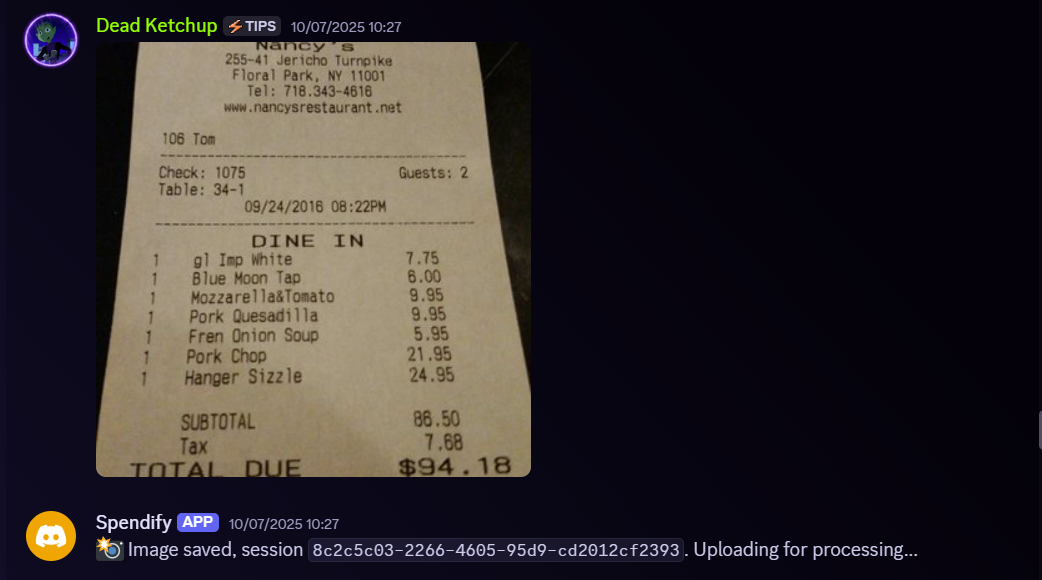 Dead Ketchup TIPS 10/07/2025 10:27
Nancy's
255-41 Jericho Turnpike
Floral Park, NY 11001
Tel: 718.343-4616
www.nancysrestaurant.net
106 Tom
Check: 1075 Guests: 2
Table: 34-1
09/24/2016 08:22PM
DINE IN
1 gl Imp White 7.75
1 Blue Moon Tap 6.00
1 Mozzarella&Tomato 9.95
1 Pork Quesadilla 9.95
1 Fren Onion Soup 5.95
1 Pork Chop 21.95
1 Hanger Sizzle 24.95
SUBTOTAL 86.50
Tax 7.68
TOTAL DUE $94.18
Spendify APP 10/07/2025 10:27
Image saved, session 8c2c5c03-2266-4605-95d9-cd2012cf2393. Uploading for processing...